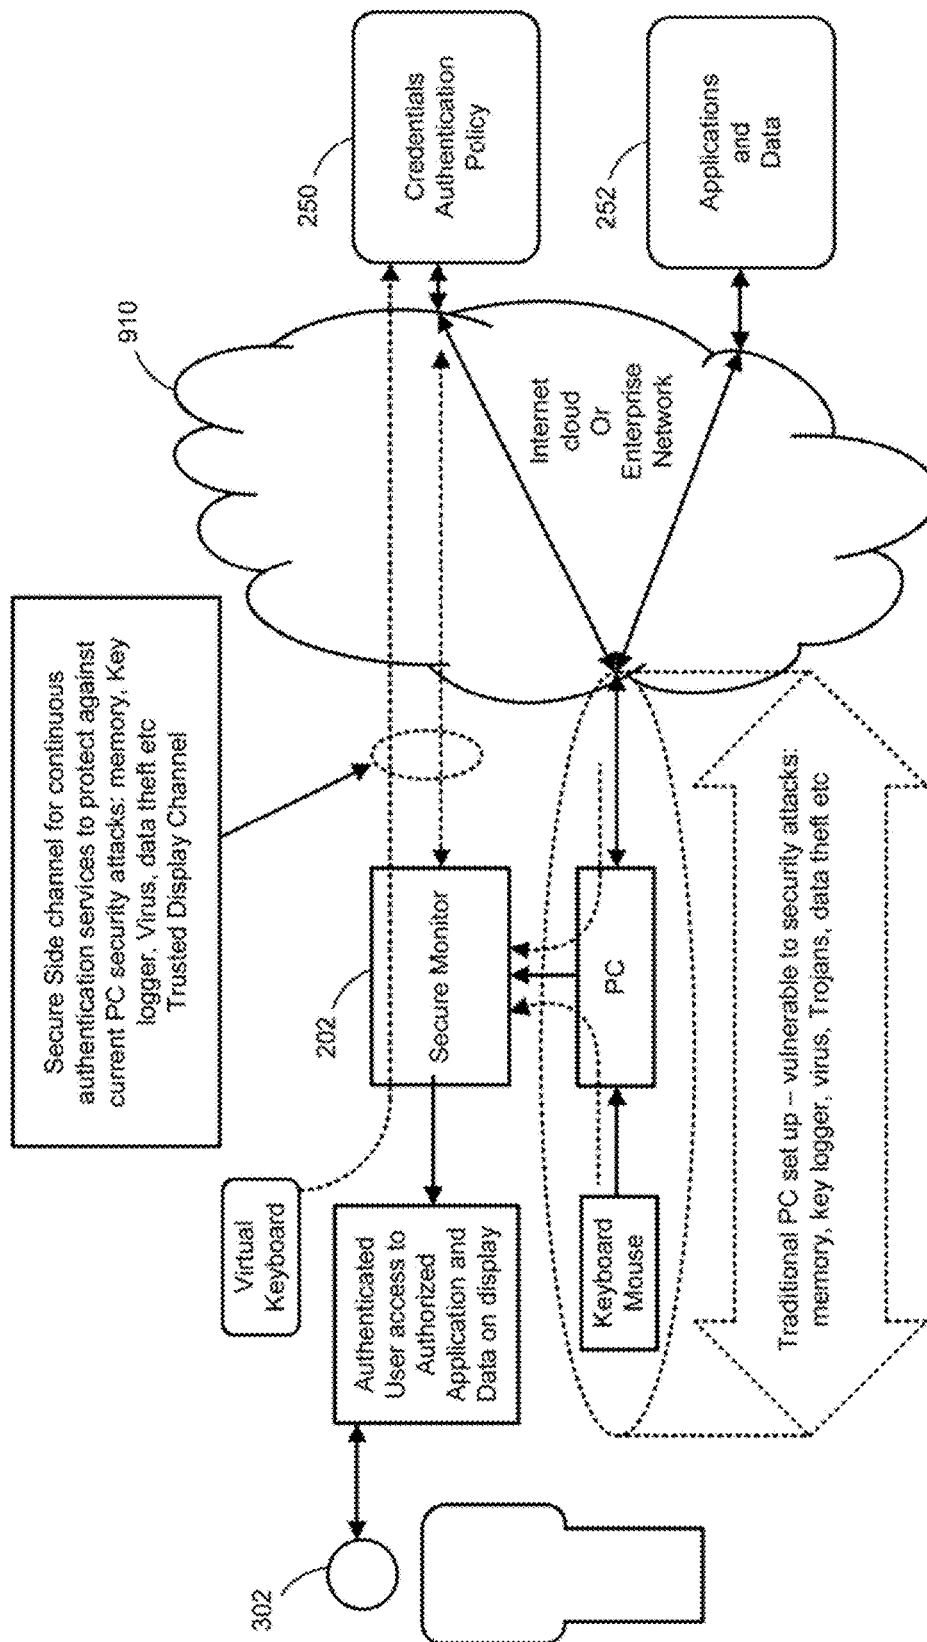 Secure Side channel for continuous
authentication services to protect against
current PC security attacks: memory, Key
logger, Virus, data theft etc
Trusted Display Channel
910
250
Credentials
Authentication
Policy
252
Applications
and
Data
Internet
cloud
Or
Enterprise
Network
202
Secure Monitor
PC
Virtual
Keyboard
Authenticated
User access to
Authorized
Application and
Data on display
Keyboard
Mouse
302
Traditional PC set up – vulnerable to security attacks:
memory, key logger, virus, Trojans, data theft etc